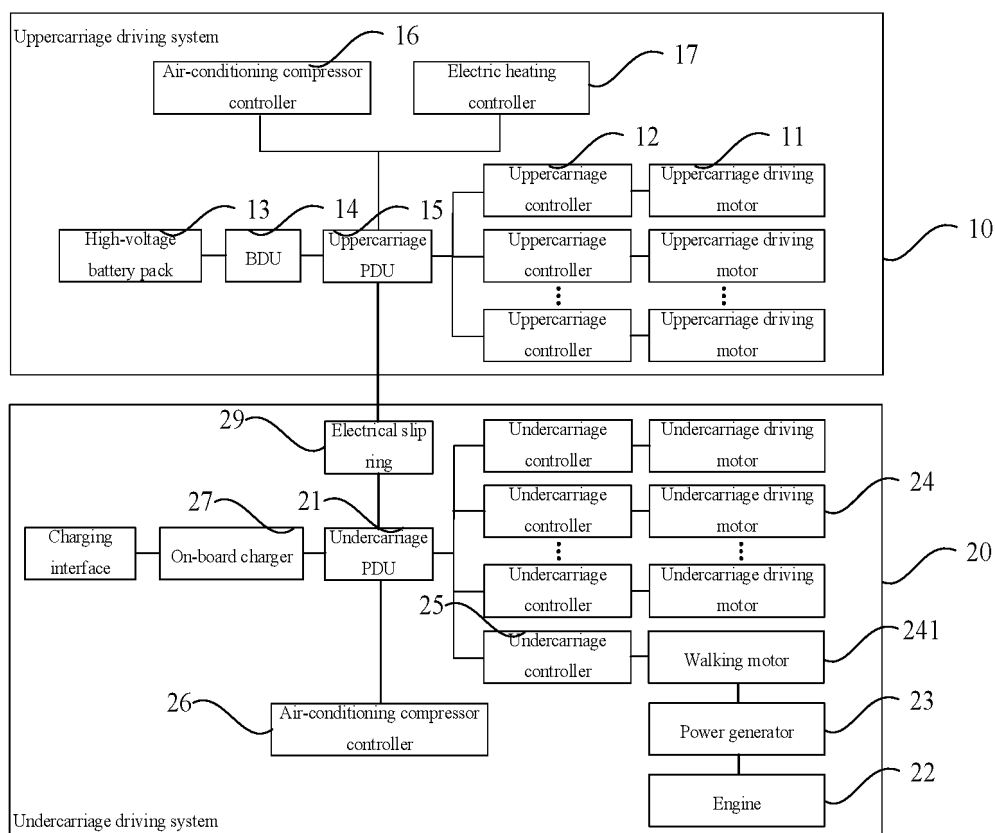 Uppercarriage driving system
16
17
Air-conditioning compressor
controller
Electric heating
controller
12
11
Uppercarriage
controller
Uppercarriage driving
motor
13
14
15
10
High-voltage
battery pack
BDU
Uppercarriage
PDU
Uppercarriage
controller
Uppercarriage driving
motor
Uppercarriage
controller
Uppercarriage driving
motor
29
Electrical slip
ring
Undercarriage
controller
Undercarriage driving
motor
24
27
21
Undercarriage
controller
Undercarriage driving
motor
Charging
interface
On-board charger
Undercarriage
PDU
20
Undercarriage
controller
Undercarriage driving
motor
25
241
Undercarriage
controller
Walking motor
26
Air-conditioning compressor
controller
23
Power generator
22
Engine
Undercarriage driving system